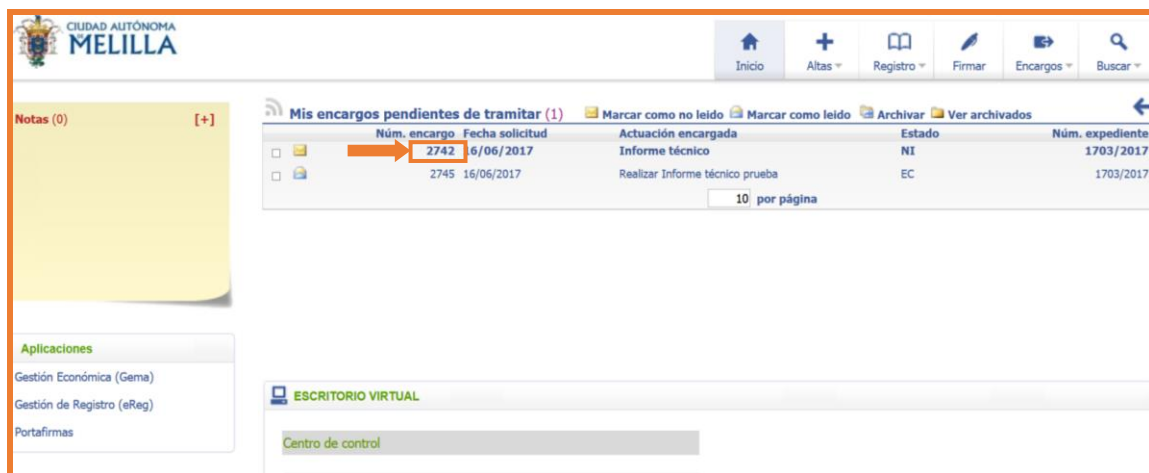 CIUDAD AUTÓNOMA
MELILLA
Inicio Altas Registro Firmar Encargos Buscar
Notas (0) [+]
Mis encargos pendientes de tramitar (1) Marcar como no leido Marcar como leido Archivar Ver archivados
Núm. encargo Fecha solicitud Actuación encargada Estado Núm. expediente
2742 16/06/2017 Informe técnico NI 1703/2017
2745 16/06/2017 Realizar Informe técnico prueba EC 1703/2017
10 por página
Aplicaciones
Gestión Económica (Gema)
Gestión de Registro (eReg)
Portafirmas
ESCRITORIO VIRTUAL
Centro de control